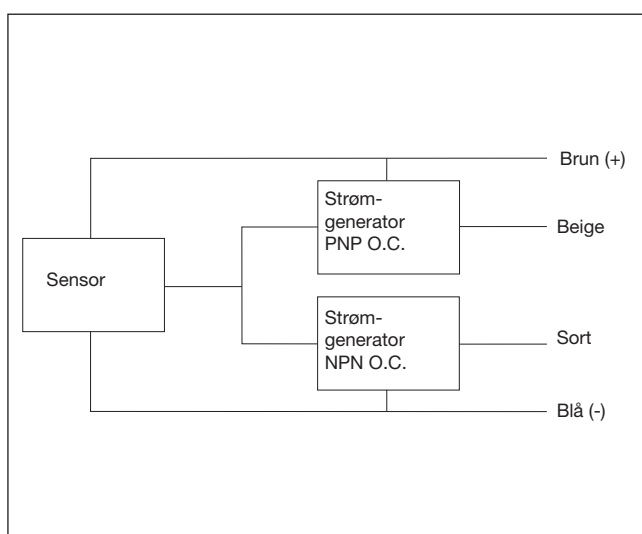 Brun (+)
Strøm-
generator
PNP O.C.
Beige
Sensor
Strøm-
generator
NPN O.C.
Sort
Blå (-)